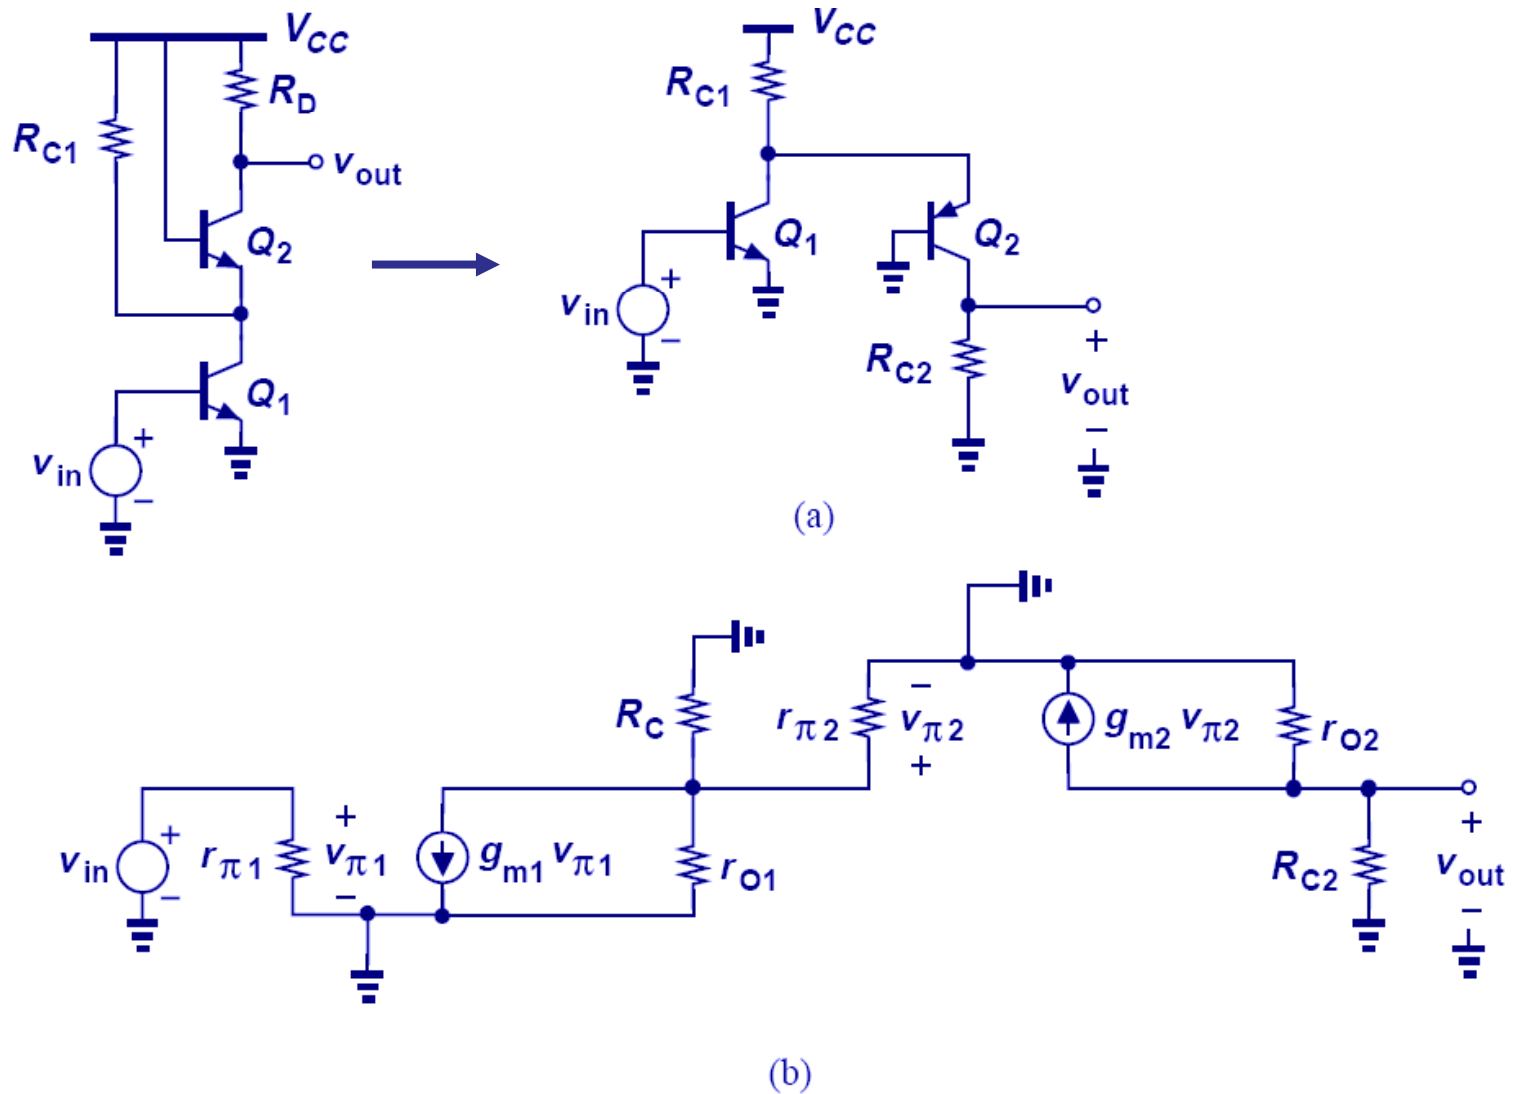 VCC
RD
RC1
vout
Q2
Q1
vin
+
−
VCC
RC1
Q1
Q2
vin
+
−
RC2
+
vout
−
(a)
RC
rπ2
−
vπ2
+
gm2 vπ2
rO2
vin
+
−
rπ1
+
vπ1
−
gm1 vπ1
rO1
RC2
+
vout
−
(b)